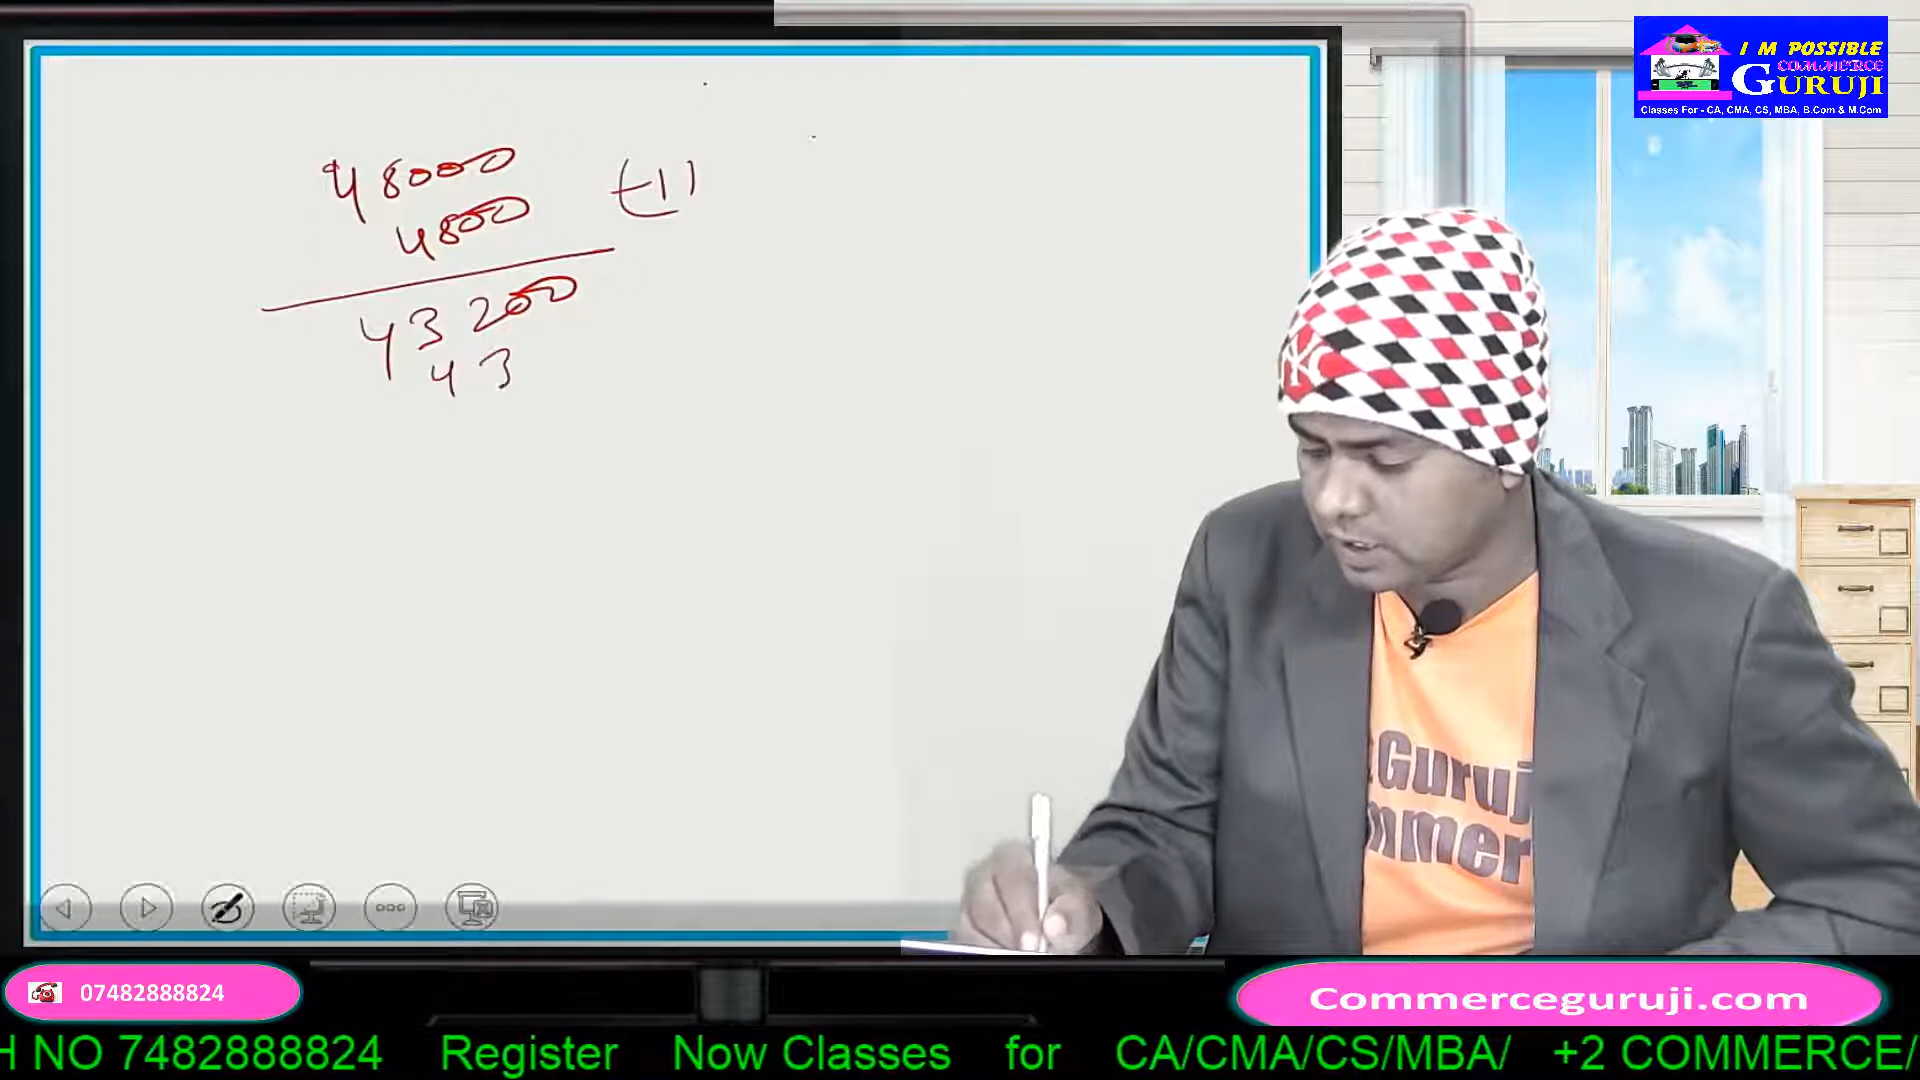 I M POSSIBLE
COMMERCE
GURUJI
Classes For - CA, CMA, CS, MBA, B.Com & M.Com
48000
4800
43200
43
07482888824
Commerceguruji.com
H NO 7482888824 Register Now Classes for CA/CMA/CS/MBA/ +2 COMMERCE/